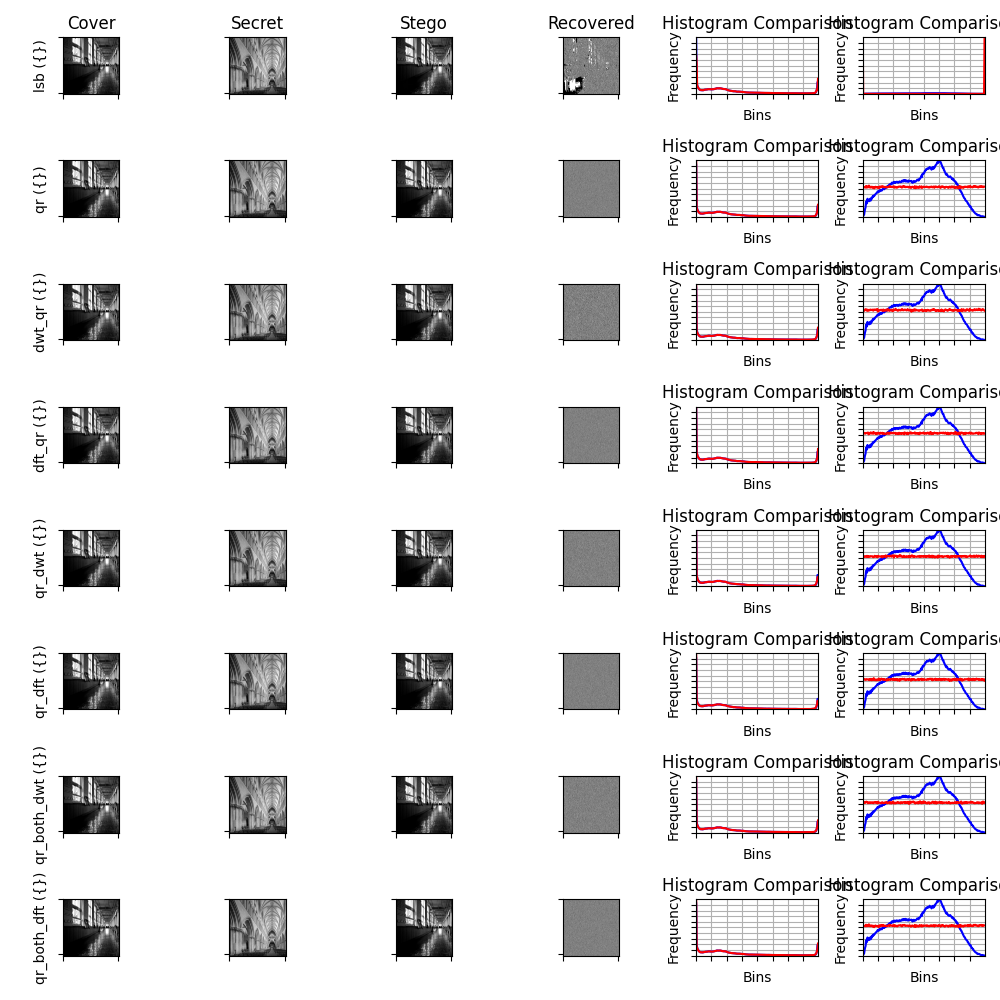 Cover Secret Stego Recovered Histogram Comparison Histogram Comparison
lsb ({}) Frequency Frequency
Bins Bins
Histogram Comparison Histogram Comparison
qr ({}) Frequency Frequency
Bins Bins
Histogram Comparison Histogram Comparison
dwt_qr ({}) Frequency Frequency
Bins Bins
Histogram Comparison Histogram Comparison
dft_qr ({}) Frequency Frequency
Bins Bins
Histogram Comparison Histogram Comparison
qr_dwt ({}) Frequency Frequency
Bins Bins
Histogram Comparison Histogram Comparison
qr_dft ({}) Frequency Frequency
Bins Bins
Histogram Comparison Histogram Comparison
qr_both_dwt ({}) Frequency Frequency
Bins Bins
Histogram Comparison Histogram Comparison
qr_both_dft ({}) Frequency Frequency
Bins Bins